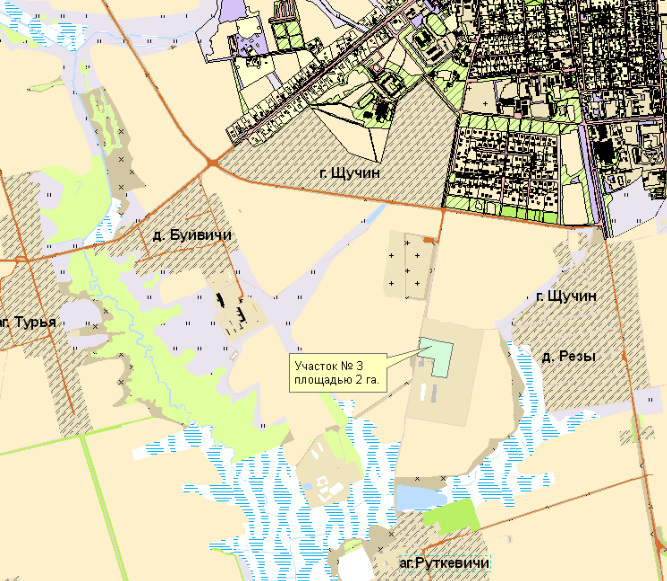 г. Щучин
д. Буйвичи
г. Щучин
аг. Турья
д. Резы
Участок № 3
площадью 2 га.
аг.Руткевичи